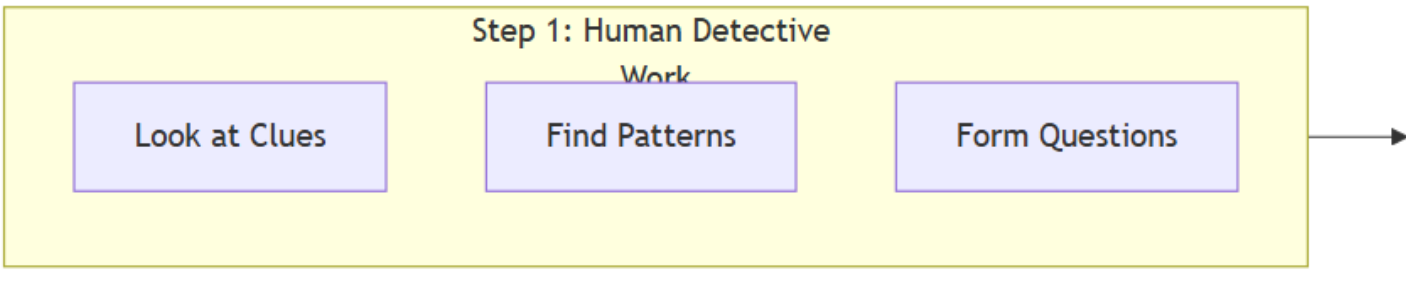 Step 1: Human Detective
Work
Look at Clues
Find Patterns
Form Questions